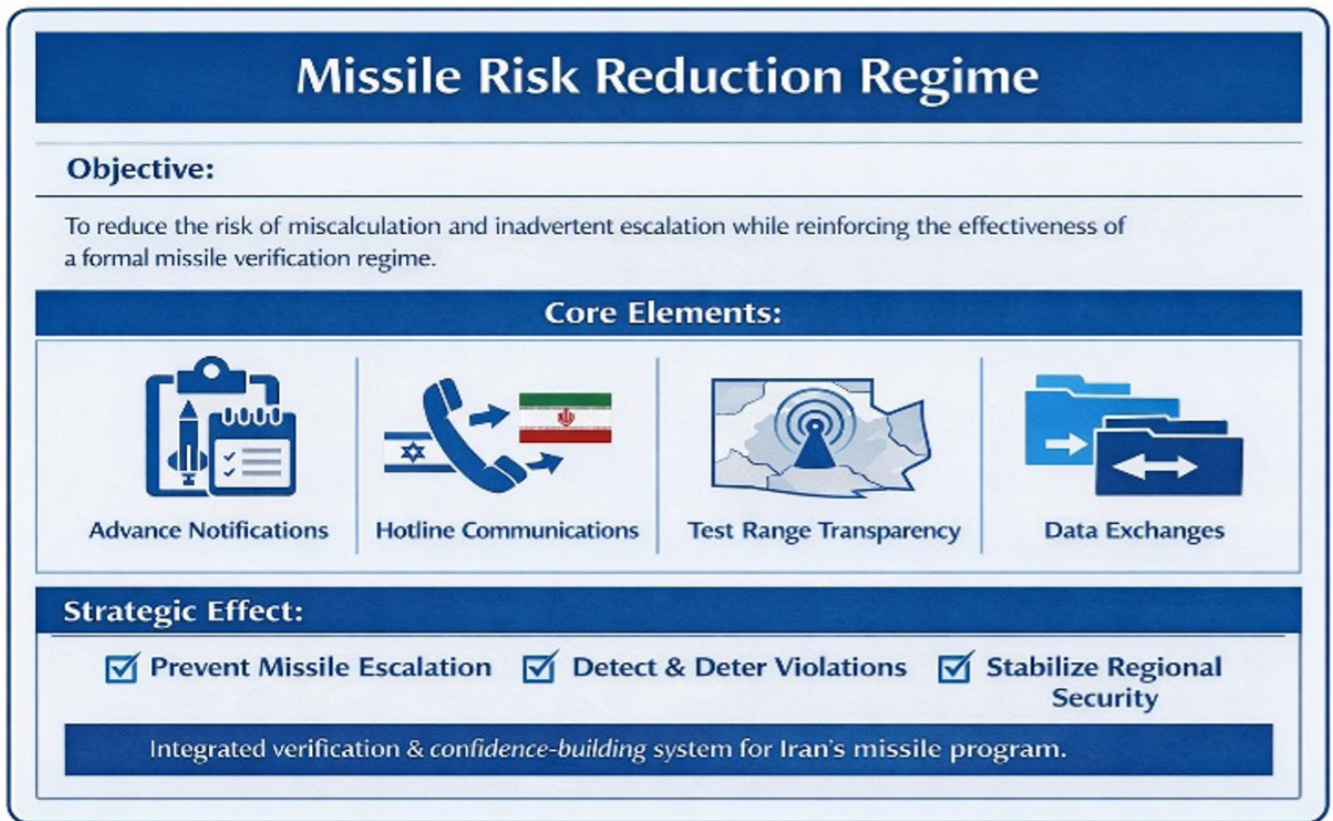 Missile Risk Reduction Regime
Objective:
To reduce the risk of miscalculation and inadvertent escalation while reinforcing the effectiveness of
a formal missile verification regime.
Core Elements:
Advance Notifications
Hotline Communications
Test Range Transparency
Data Exchanges
Strategic Effect:
Prevent Missile Escalation
Detect & Deter Violations
Stabilize Regional
Security
Integrated verification & confidence-building system for Iran's missile program.